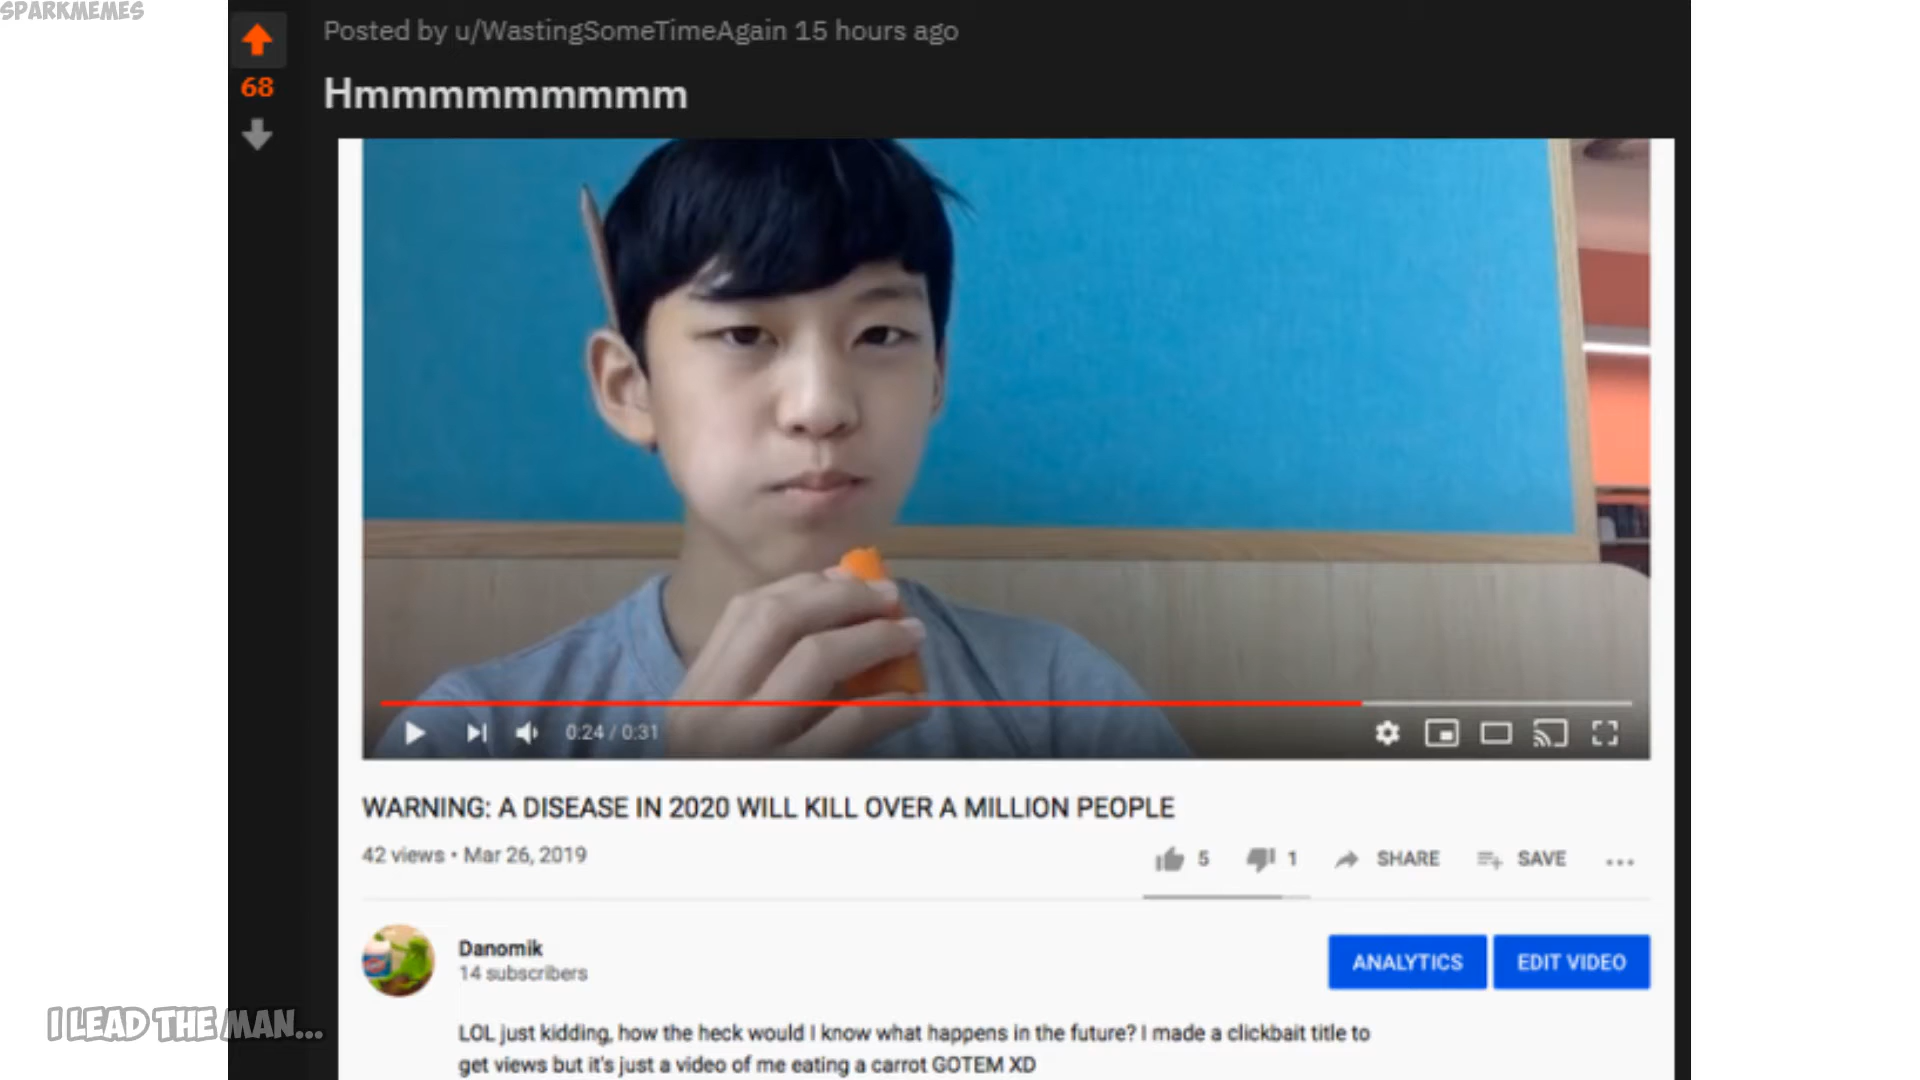 SPARKMEMES
Posted by u/WastingSomeTimeAgain 15 hours ago
68
Hmmmmmmmmm
0:24 / 0:31
WARNING: A DISEASE IN 2020 WILL KILL OVER A MILLION PEOPLE
42 views • Mar 26, 2019
5
1
SHARE
SAVE
Danomik
14 subscribers
ANALYTICS
EDIT VIDEO
I LEAD THE MAN...
LOL just kidding, how the heck would I know what happens in the future? I made a clickbait title to
get views but it's just a video of me eating a carrot GOTEM XD